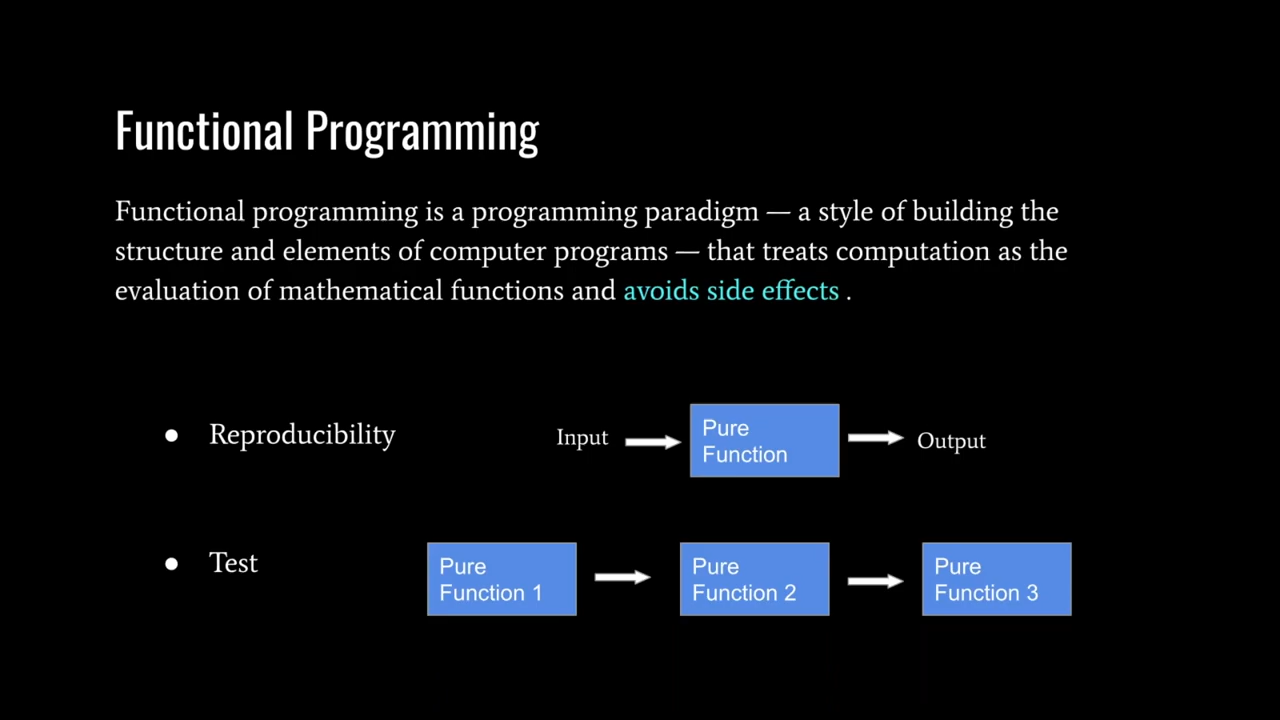 Functional Programming
Functional programming is a programming paradigm — a style of building the
structure and elements of computer programs — that treats computation as the
evaluation of mathematical functions and avoids side effects .
● Reproducibility
Input
Pure
Function
Output
● Test
Pure
Function 1
Pure
Function 2
Pure
Function 3